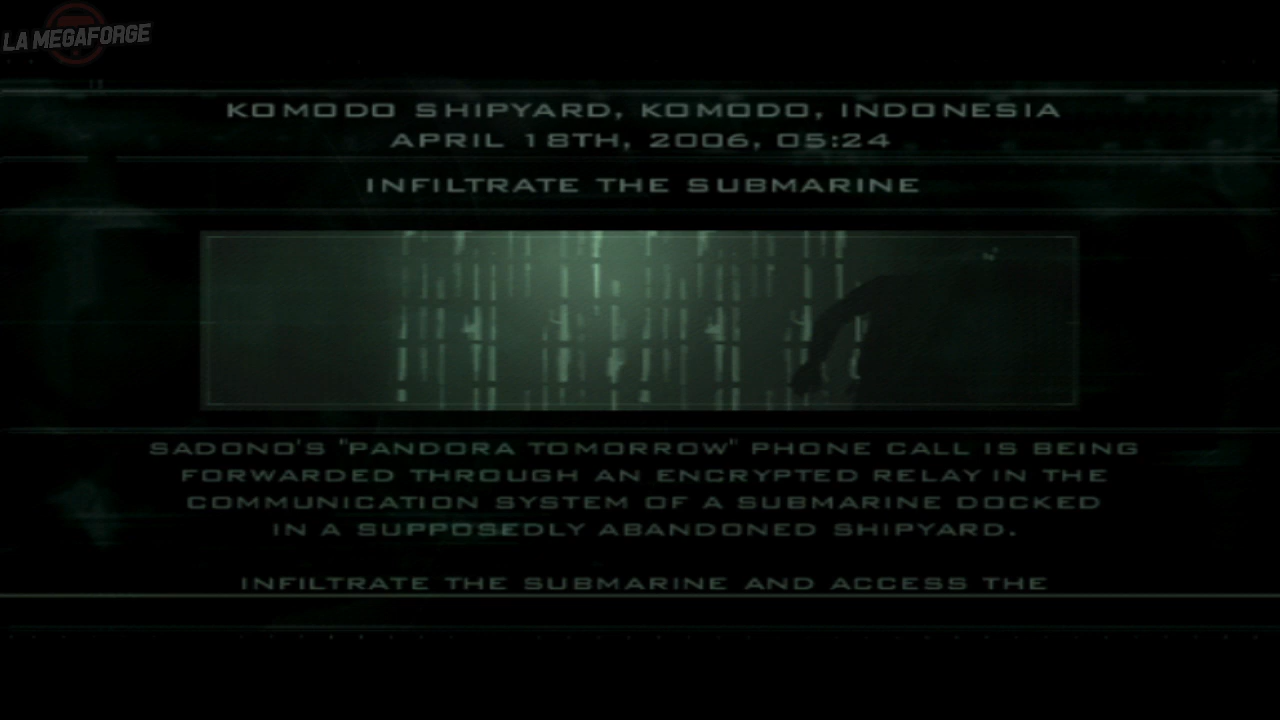 LA MEGAFORGE
KOMODO SHIPYARD, KOMODO, INDONESIA
APRIL 18TH, 2006, 05:24
INFILTRATE THE SUBMARINE
SADONO'S "PANDORA TOMORROW" PHONE CALL IS BEING
FORWARDED THROUGH AN ENCRYPTED RELAY IN THE
COMMUNICATION SYSTEM OF A SUBMARINE DOCKED
IN A SUPPOSEDLY ABANDONED SHIPYARD.
INFILTRATE THE SUBMARINE AND ACCESS THE